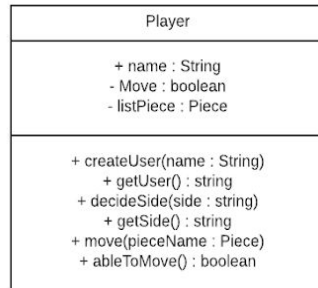 Player
+ name : String
- Move : boolean
- listPiece : Piece
+ createUser(name : String)
+ getUser() : string
+ decideSide(side : string)
+ getSide() : string
+ move(pieceName : Piece)
+ ableToMove() : boolean